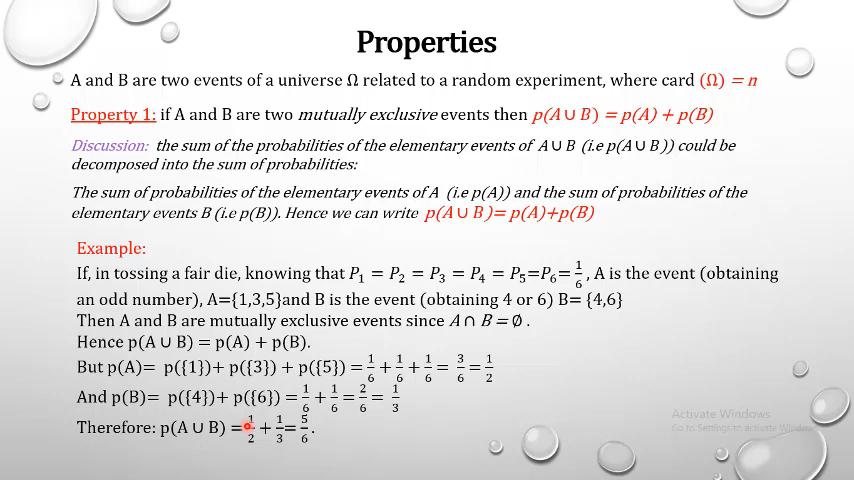 Properties
A and B are two events of a universe Ω related to a random experiment, where card (Ω) = n
Property 1: if A and B are two mutually exclusive events then p(A ∪ B) = p(A) + p(B)
Discussion: the sum of the probabilities of the elementary events of A ∪ B (i.e p(A ∪ B)) could be
decomposed into the sum of probabilities:
The sum of probabilities of the elementary events of A (i.e p(A)) and the sum of probabilities of the
elementary events B (i.e p(B)). Hence we can write p(A ∪ B)= p(A)+p(B)
Example:
If, in tossing a fair die, knowing that P₁ = P₂ = P₃ = P₄ = P₅=P₆= 1/6, A is the event (obtaining
an odd number), A={1,3,5}and B is the event (obtaining 4 or 6) B= {4,6}
Then A and B are mutually exclusive events since A ∩ B = ∅ .
Hence p(A ∪ B) = p(A) + p(B).
But p(A)= p({1})+ p({3}) + p({5}) = 1/6 + 1/6 + 1/6 = 3/6 = 1/2
And p(B)= p({4})+ p({6}) = 1/6 + 1/6 = 2/6 = 1/3
Therefore: p(A ∪ B) = 1/2 + 1/3 = 5/6 .
Activate Windows
Go to Settings to activate Windows.